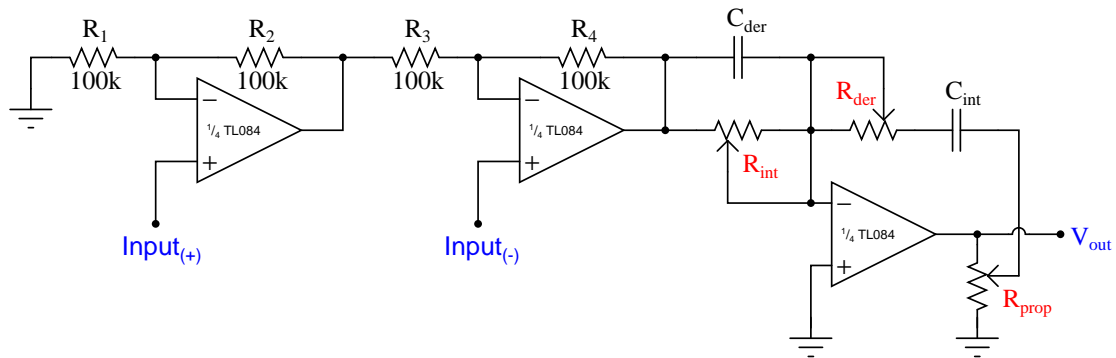 R1
100k
R2
100k
R3
100k
R4
100k
Cder
− 
+
1/4 TL084
Input(+)
−
+
1/4 TL084
Input(-)
Rint
Rder
Cint
−
+
1/4 TL084
Vout
Rprop